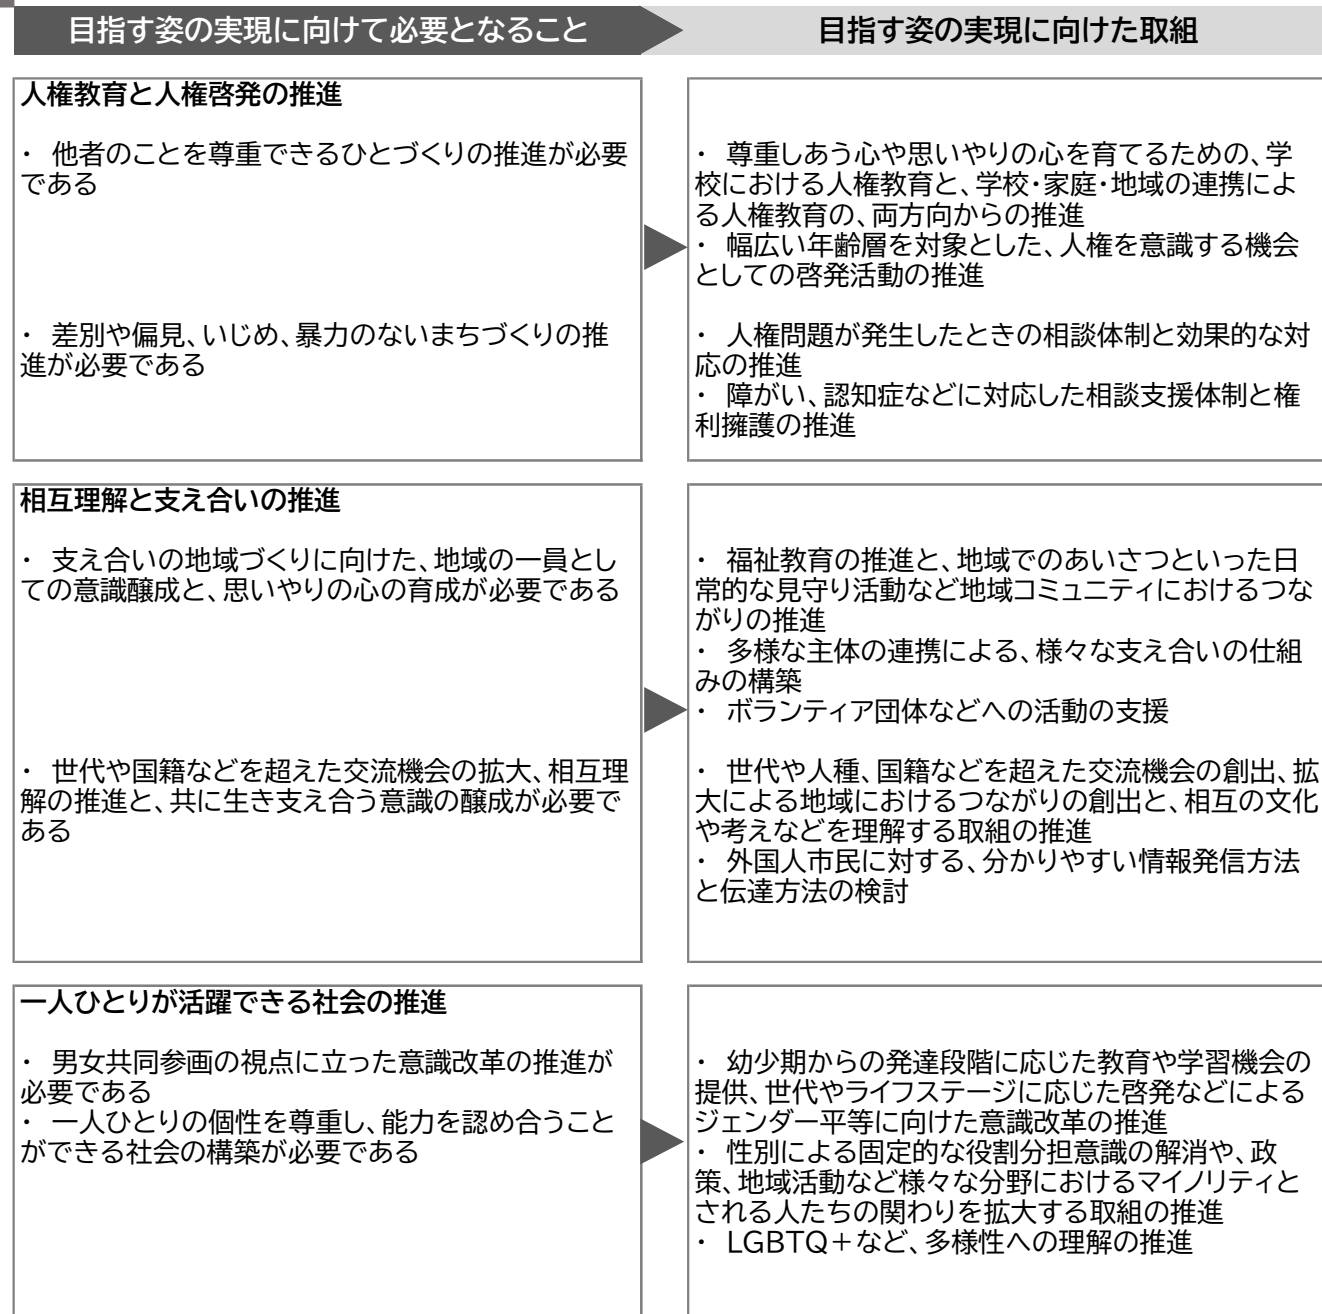 目指す姿の実現に向けて必要となること
目指す姿の実現に向けた取組
人権教育と人権啓発の推進
・ 他者のことを尊重できるひとづくりの推進が必要
である
・ 差別や偏見、いじめ、暴力のないまちづくりの推
進が必要である
・ 尊重しあう心や思いやりの心を育てるための、学
校における人権教育と、学校・家庭・地域の連携によ
る人権教育の、両方向からの推進
・ 幅広い年齢層を対象とした、人権を意識する機会
としての啓発活動の推進
・ 人権問題が発生したときの相談体制と効果的な対
応の推進
・ 障がい、認知症などに対応した相談支援体制と権
利擁護の推進
相互理解と支え合いの推進
・ 支え合いの地域づくりに向けた、地域の一員とし
ての意識醸成と、思いやりの心の育成が必要である
・ 世代や国籍などを超えた交流機会の拡大、相互理
解の推進と、共に生き支え合う意識の醸成が必要で
ある
・ 福祉教育の推進と、地域でのあいさつといった日
常的な見守り活動など地域コミュニティにおけるつな
がりの推進
・ 多様な主体の連携による、様々な支え合いの仕組
みの構築
・ ボランティア団体などへの活動の支援
・ 世代や人種、国籍などを超えた交流機会の創出、拡
大による地域におけるつながりの創出と、相互の文化
や考えなどを理解する取組の推進
・ 外国人市民に対する、分かりやすい情報発信方法
と伝達方法の検討
一人ひとりが活躍できる社会の推進
・ 男女共同参画の視点に立った意識改革の推進が
必要である
・ 一人ひとりの個性を尊重し、能力を認め合うこと
ができる社会の構築が必要である
・ 幼少期からの発達段階に応じた教育や学習機会の
提供、世代やライフステージに応じた啓発などによる
ジェンダー平等に向けた意識改革の推進
・ 性別による固定的な役割分担意識の解消や、政
策、地域活動など様々な分野におけるマイノリティと
される人たちの関わりを拡大する取組の推進
・ LGBTQ+など、多様性への理解の推進